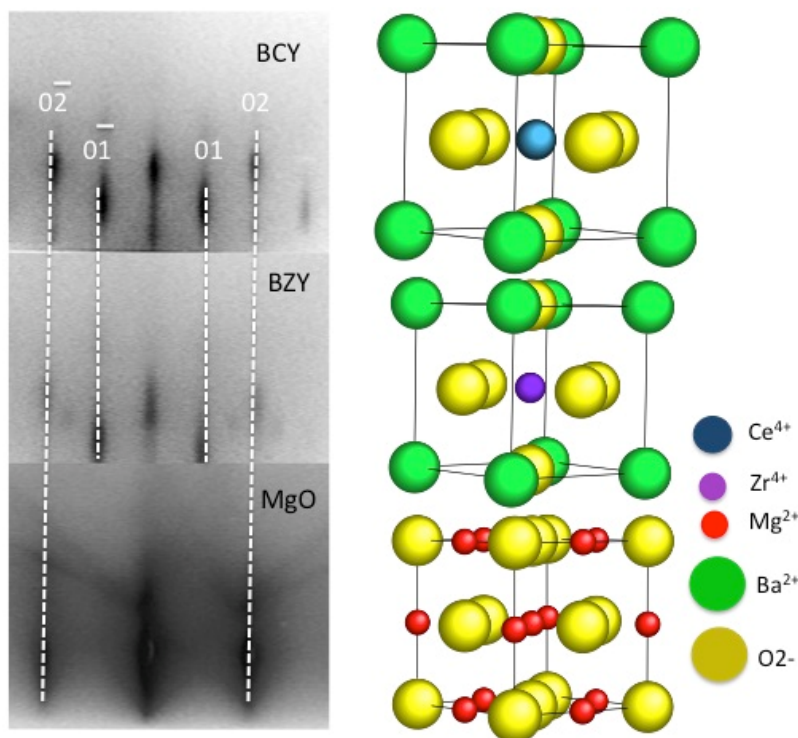 BCY
02̅ 02
01̅ 01
BZY
MgO
Ce⁴⁺
Zr⁴⁺
Mg²⁺
Ba²⁺
O2-